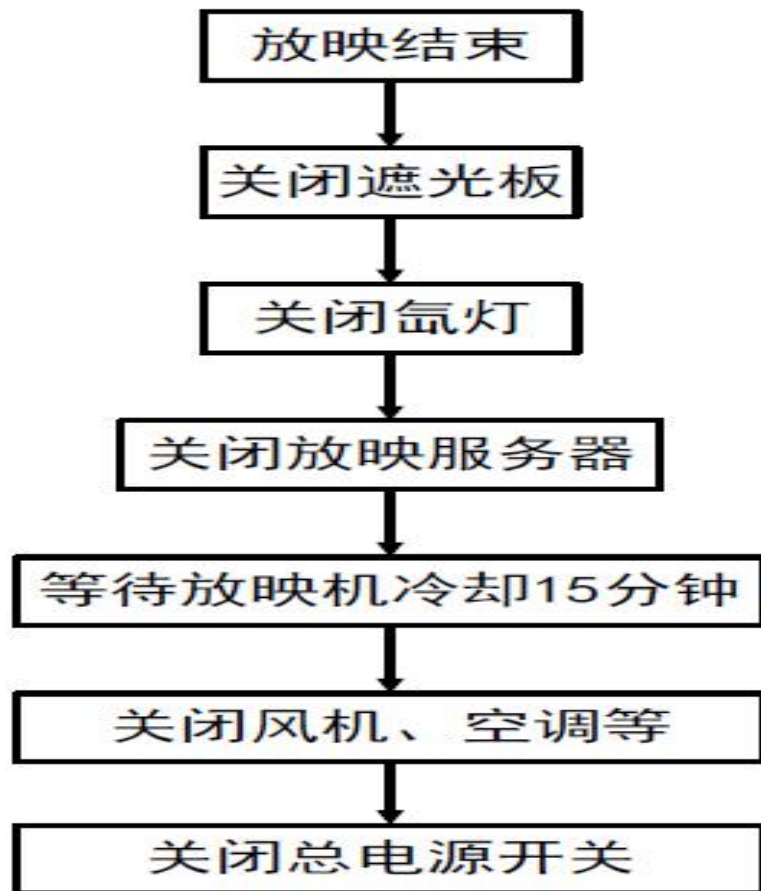 放映结束
关闭遮光板
关闭氙灯
关闭放映服务器
等待放映机冷却15分钟
关闭风机、空调等
关闭总电源开关